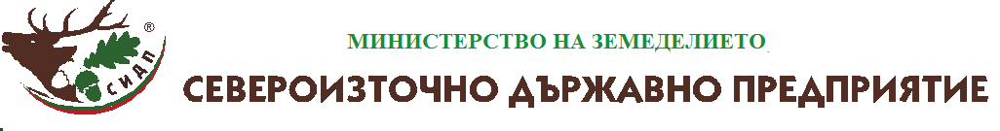 МИНИСТЕРСТВО НА ЗЕМЕДЕЛИЕТО
СЕВЕРОИЗТОЧНО ДЪРЖАВНО ПРЕДПРИЯТИЕ
®
СИДП